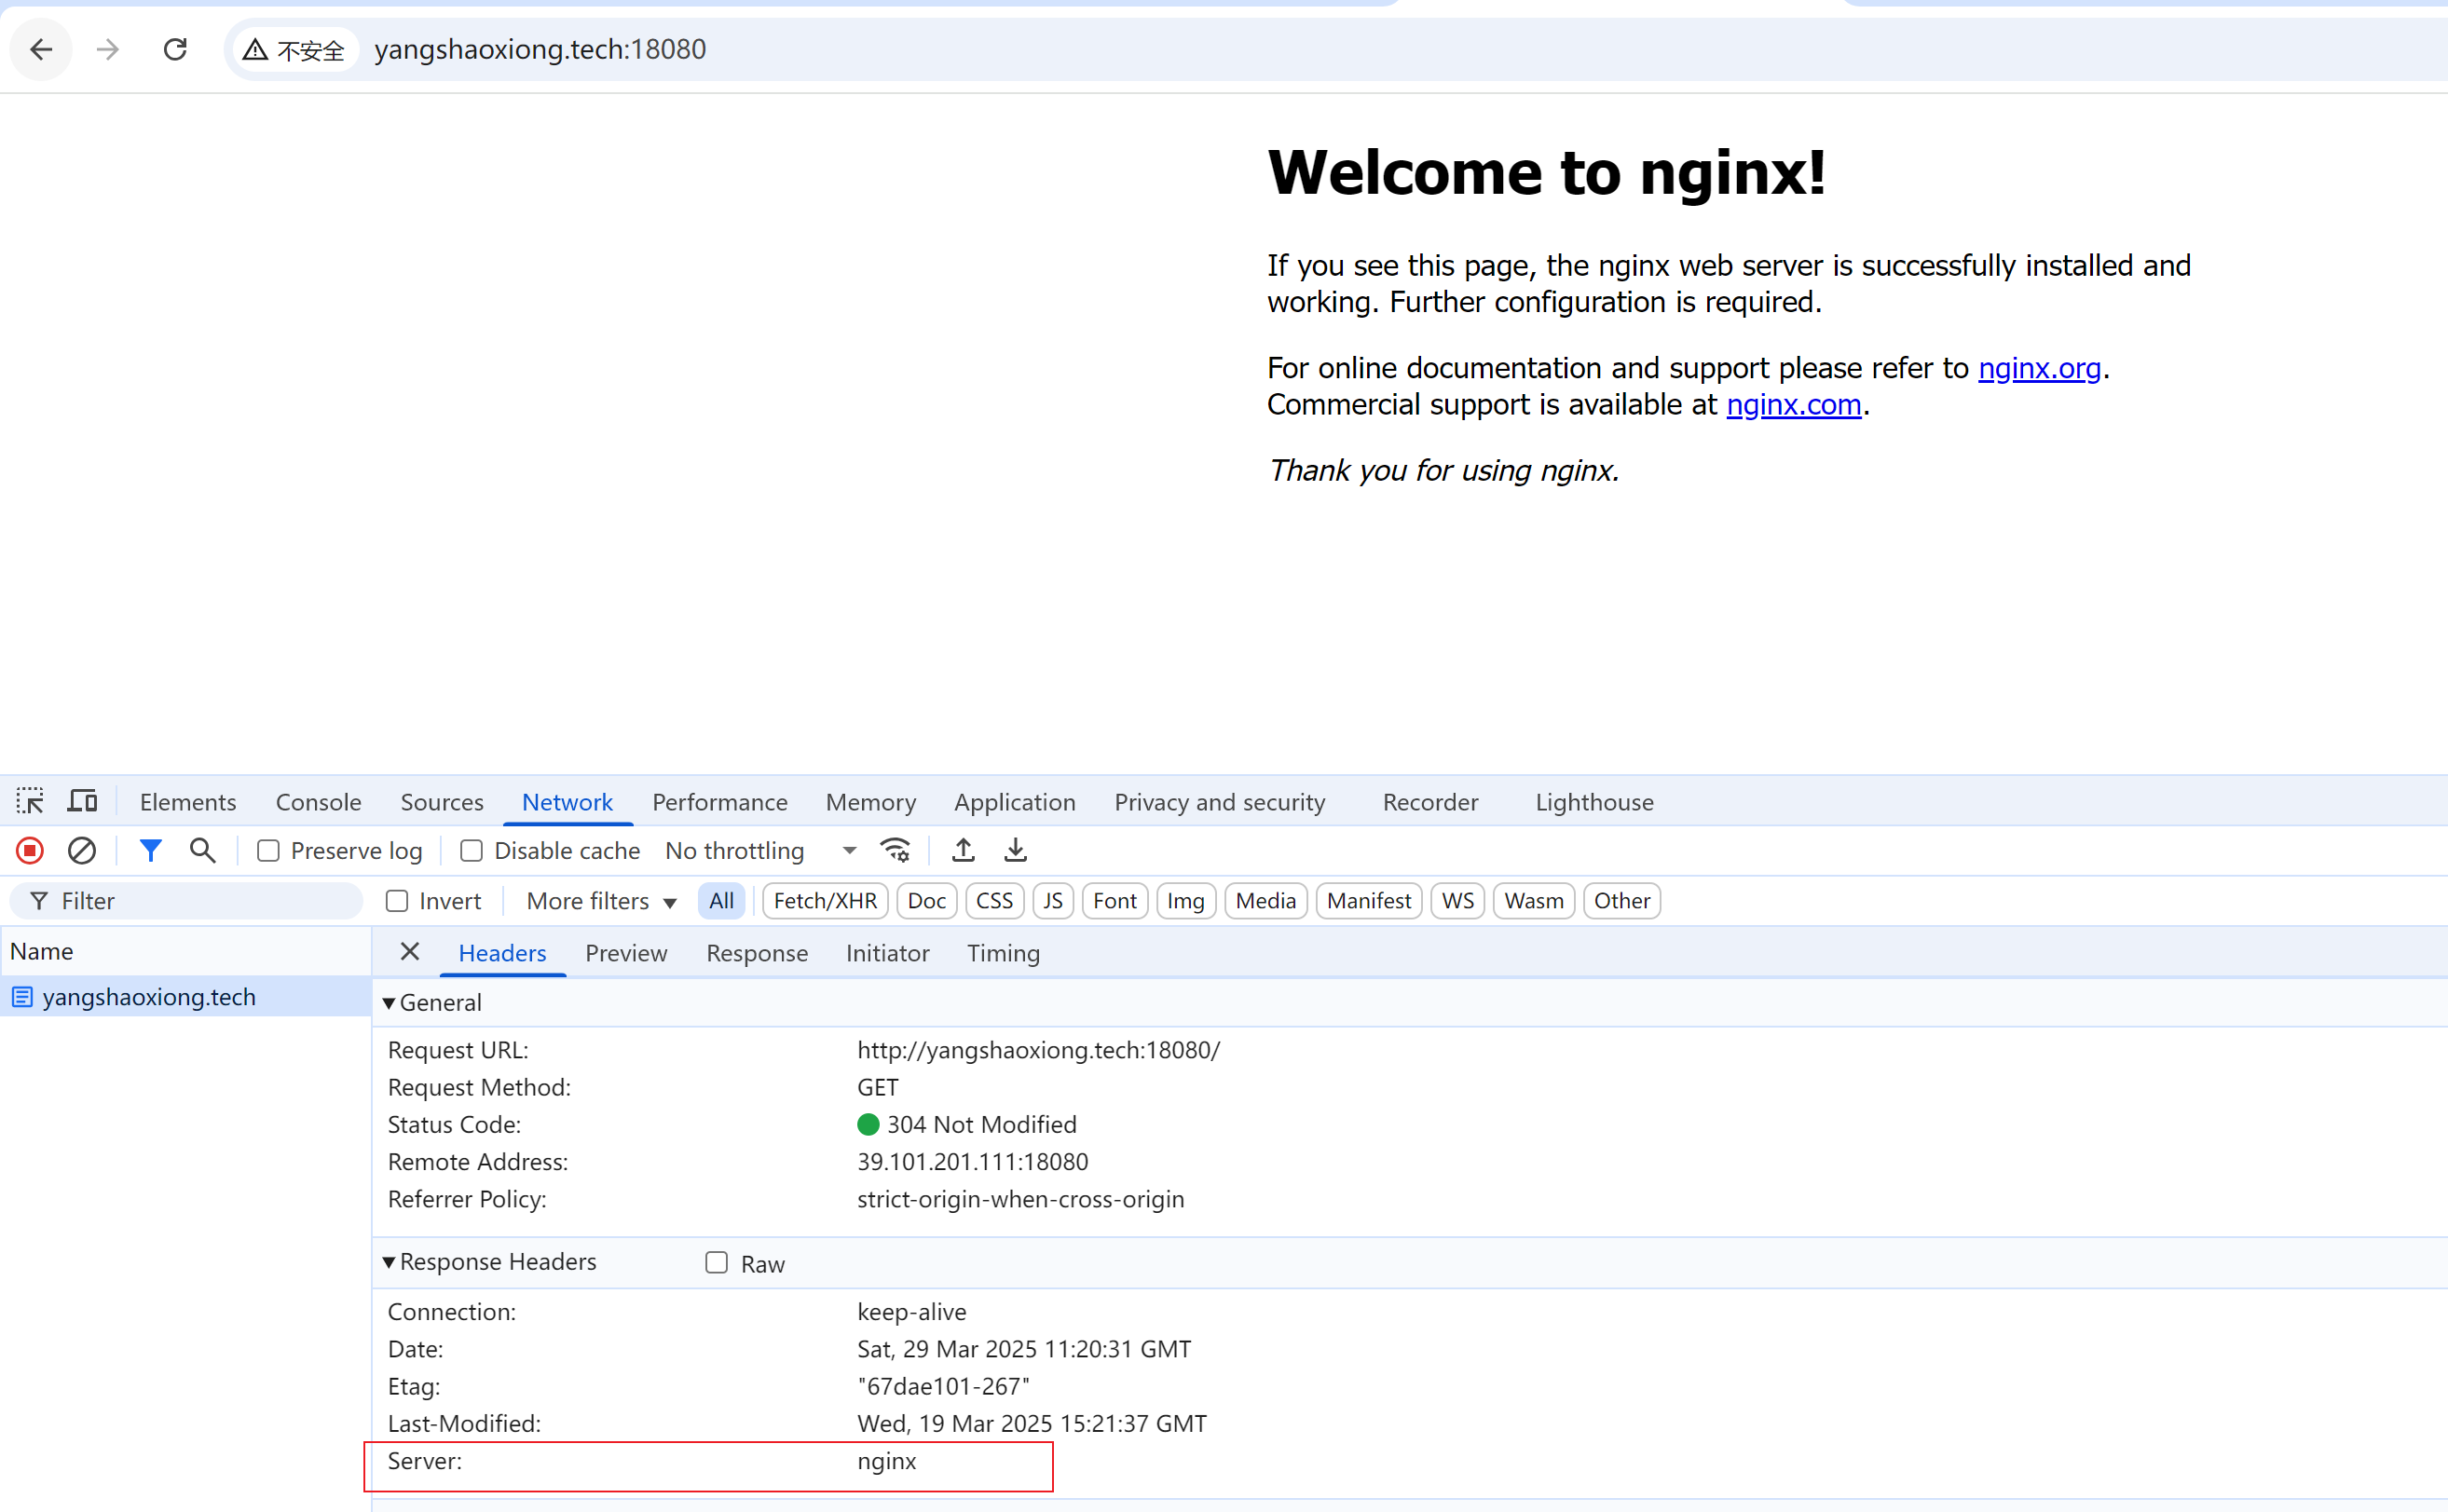 不安全 yangshaoxiong.tech:18080
Welcome to nginx!
If you see this page, the nginx web server is successfully installed and
working. Further configuration is required.
For online documentation and support please refer to nginx.org.
Commercial support is available at nginx.com.
Thank you for using nginx.
Elements Console Sources Network Performance Memory Application Privacy and security Recorder Lighthouse
Preserve log Disable cache No throttling
Filter Invert More filters All Fetch/XHR Doc CSS JS Font Img Media Manifest WS Wasm Other
Name Headers Preview Response Initiator Timing
yangshaoxiong.tech General
Request URL: http://yangshaoxiong.tech:18080/
Request Method: GET
Status Code: 304 Not Modified
Remote Address: 39.101.201.111:18080
Referrer Policy: strict-origin-when-cross-origin
Response Headers Raw
Connection: keep-alive
Date: Sat, 29 Mar 2025 11:20:31 GMT
Etag: "67dae101-267"
Last-Modified: Wed, 19 Mar 2025 15:21:37 GMT
Server: nginx